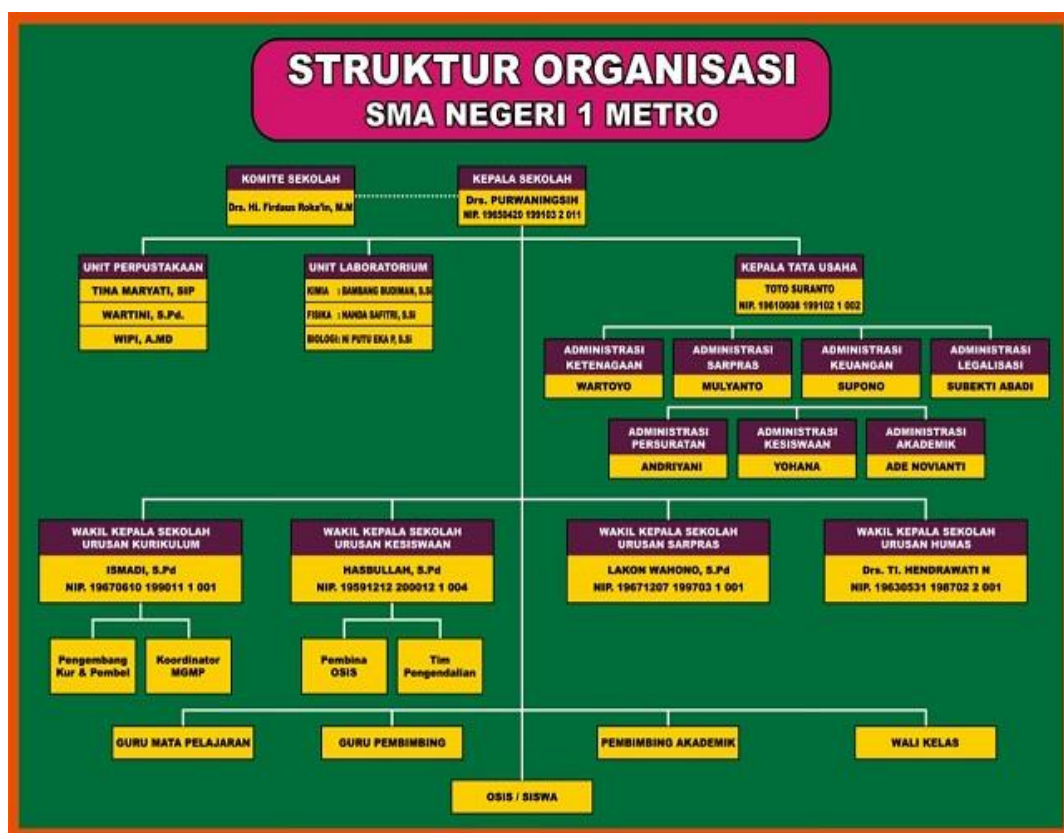 STRUKTUR ORGANISASI
SMA NEGERI 1 METRO
KOMITE SEKOLAH
Drs. Hi. Firdaus Roka'in, M.M
KEPALA SEKOLAH
Drs. PURWANINGSIH
NIP. 19650420 199103 2 011
UNIT PERPUSTAKAAN
TINA MARYATI, SIP
WARTINI, S.Pd.
WIPI, A.MD
UNIT LABORATORIUM
KIMIA : BAMBANG BUDIMAN, S.Si
FISIKA : NANDA SAFITRI, S.Si
BIOLOGI: NI PUTU EKA P, S.Si
KEPALA TATA USAHA
TOTO SURANTO
NIP. 19610608 199102 1 002
ADMINISTRASI
KETENAGAAN
WARTOYO
ADMINISTRASI
SARPRAS
MULYANTO
ADMINISTRASI
KEUANGAN
SUPONO
ADMINISTRASI
LEGALISASI
SUBEKTI ABADI
ADMINISTRASI
PERSURATAN
ANDRIYANI
ADMINISTRASI
KESISWAAN
YOHANA
ADMINISTRASI
AKADEMIK
ADE NOVIANTI
WAKIL KEPALA SEKOLAH
URUSAN KURIKULUM
ISMADI, S.Pd
NIP. 19670610 199011 1 001
WAKIL KEPALA SEKOLAH
URUSAN KESISWAAN
HASBULLAH, S.Pd
NIP. 19591212 200012 1 004
WAKIL KEPALA SEKOLAH
URUSAN SARPRAS
LAKON WAHONO, S.Pd
NIP. 19671207 199703 1 001
WAKIL KEPALA SEKOLAH
URUSAN HUMAS
Drs. TI. HENDRAWATI N
NIP. 19630531 198702 2 001
Pengembang
Kur & Pembel
Koordinator
MGMP
Pembina
OSIS
Tim
Pengendalian
GURU MATA PELAJARAN
GURU PEMBIMBING
PEMBIMBING AKADEMIK
WALI KELAS
OSIS / SISWA